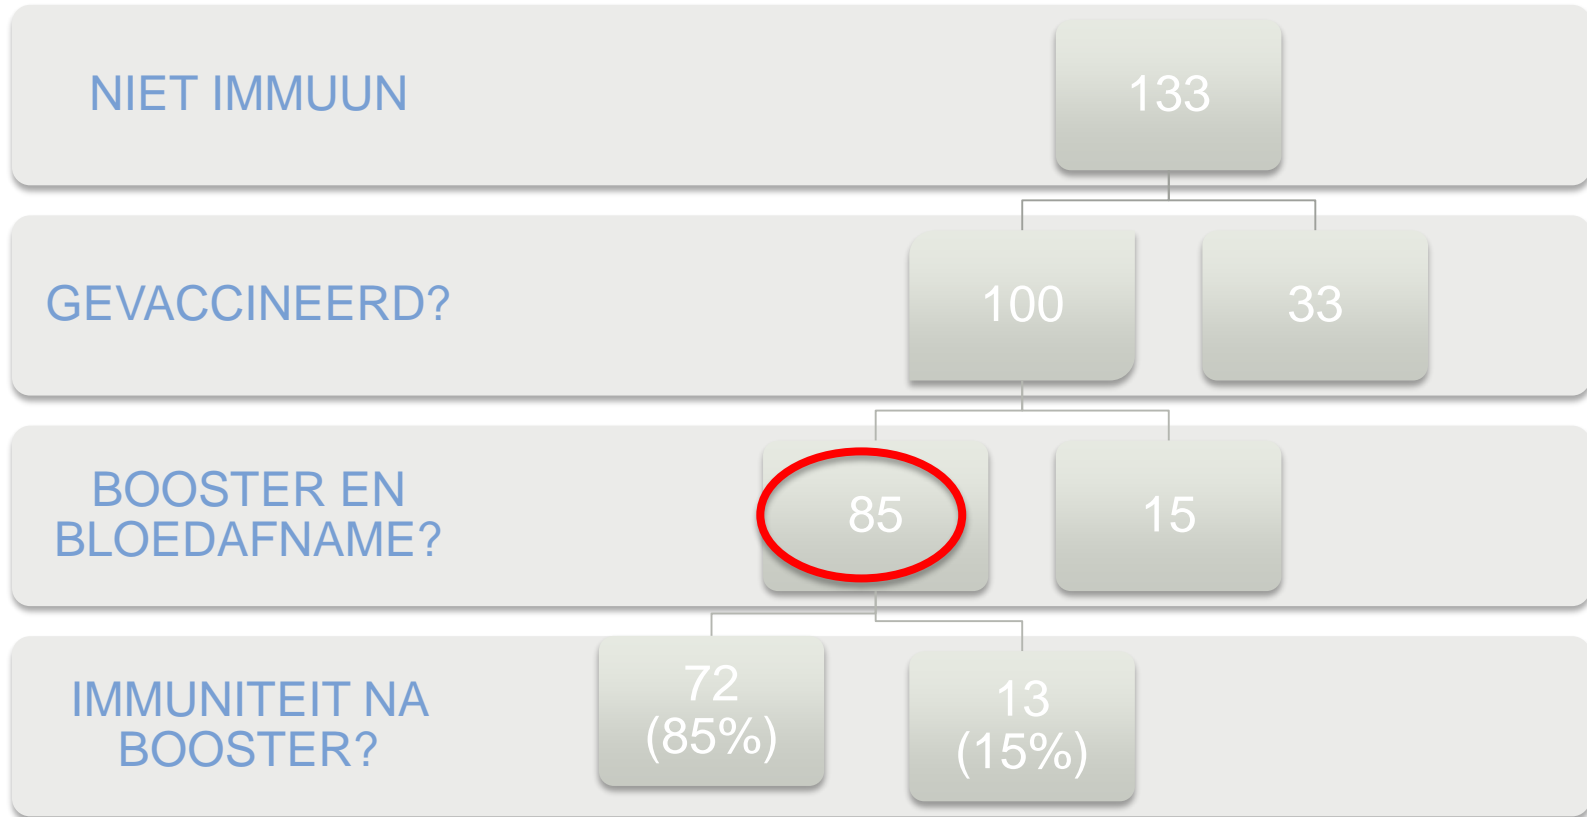 NIET IMMUUN
133
GEVACCINEERD?
100
33
BOOSTER EN
BLOEDAFNAME?
85
15
IMMUNITEIT NA
BOOSTER?
72
(85%)
13
(15%)